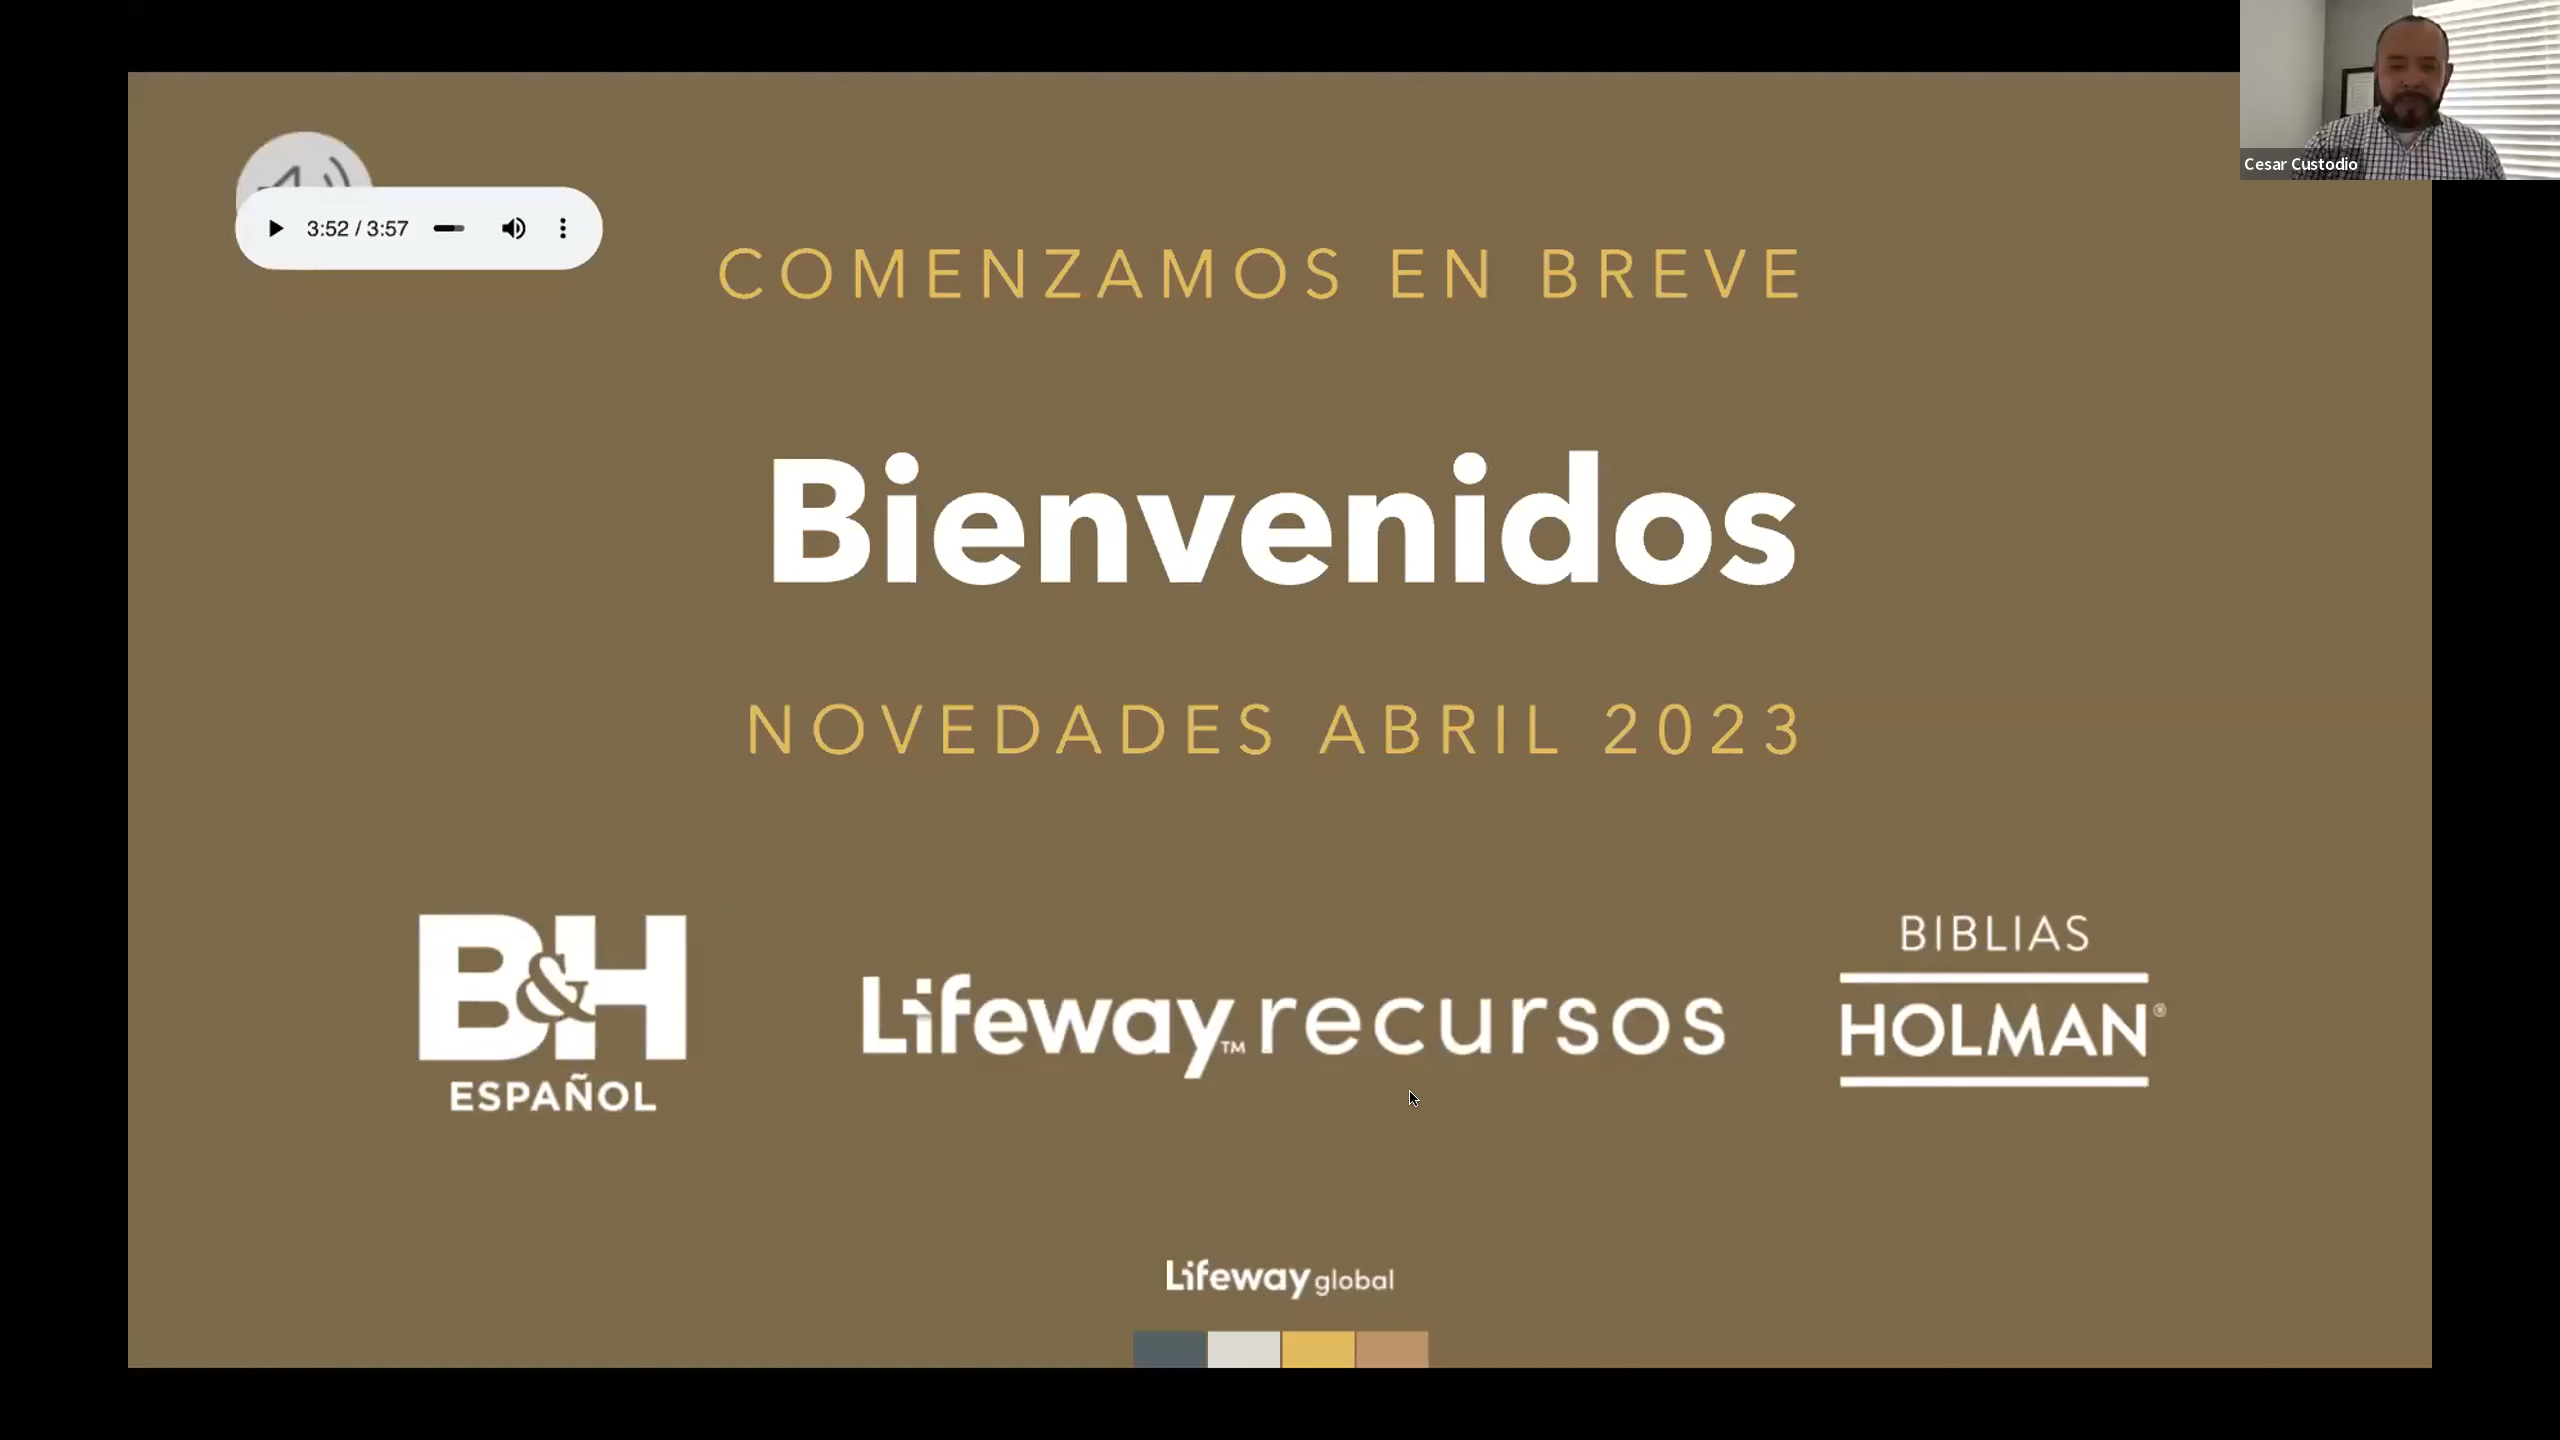 Cesar Custodio
3:52 / 3:57
COMENZAMOS EN BREVE
Bienvenidos
NOVEDADES ABRIL 2023
B&H
ESPAÑOL
Lifeway™ recursos
BIBLIAS
HOLMAN®
Lifeway global